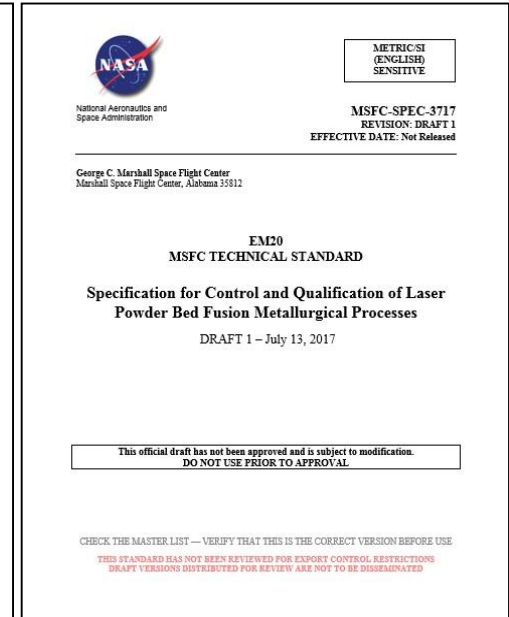 NASA
METRIC/SI
(ENGLISH)
SENSITIVE
National Aeronautics and
Space Administration
MSFC-SPEC-3717
REVISION: DRAFT 1
EFFECTIVE DATE: Not Released
George C. Marshall Space Flight Center
Marshall Space Flight Center, Alabama 35812
EM20
MSFC TECHNICAL STANDARD
Specification for Control and Qualification of Laser
Powder Bed Fusion Metallurgical Processes
DRAFT 1 – July 13, 2017
This official draft has not been approved and is subject to modification.
DO NOT USE PRIOR TO APPROVAL
CHECK THE MASTER LIST — VERIFY THAT THIS IS THE CORRECT VERSION BEFORE USE
THIS STANDARD HAS NOT BEEN REVIEWED FOR EXPORT CONTROL RESTRICTIONS
DRAFT VERSIONS DISTRIBUTED FOR REVIEW ARE NOT TO BE DISSEMINATED